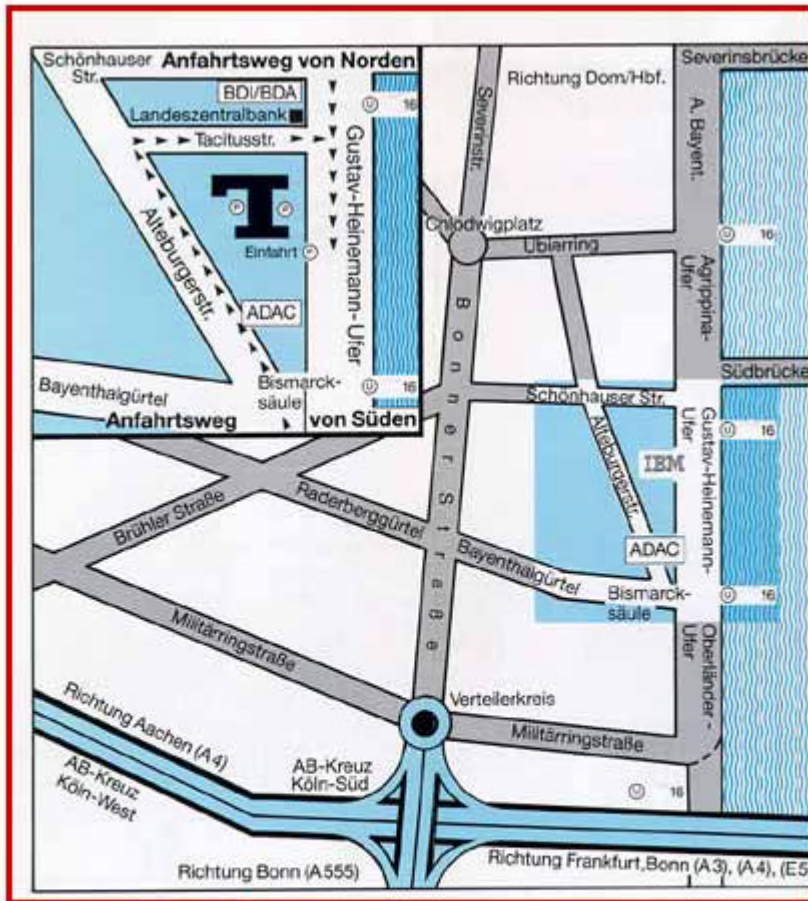 Schönhauser
Str.
Anfahrtsweg von Norden
BDI/BDA
Landeszentralbank
Tacitusstr.
U 16
Gustav-Heinemann-Ufer
P
P
Einfahrt P
Alteburgerstr.
ADAC
Bayenthalgürtel
Bismarck-
säule
U 16
Anfahrtsweg von Süden
Severinsbrücke
Richtung Dom/Hbf.
Severinstr.
A. Bayent.
Chlodwigplatz
Ubierring
U 16
Agrippina-
Ufer
Südbrücke
Bonner Straße
Schönhauser Str.
Gustav-Heinemann-
Ufer
U 16
Alteburgerstr.
IBM
ADAC
Brühler Straße
Raderberggürtel
Bayenthalgürtel
Bismarck-
säule
U 16
Oberländer-
Ufer
Militärringstraße
Verteilerkreis
Militärringstraße
Richtung Aachen (A4)
AB-Kreuz
Köln-West
AB-Kreuz
Köln-Süd
U 16
Richtung Bonn (A555)
Richtung Frankfurt,Bonn (A3), (A4), (E5